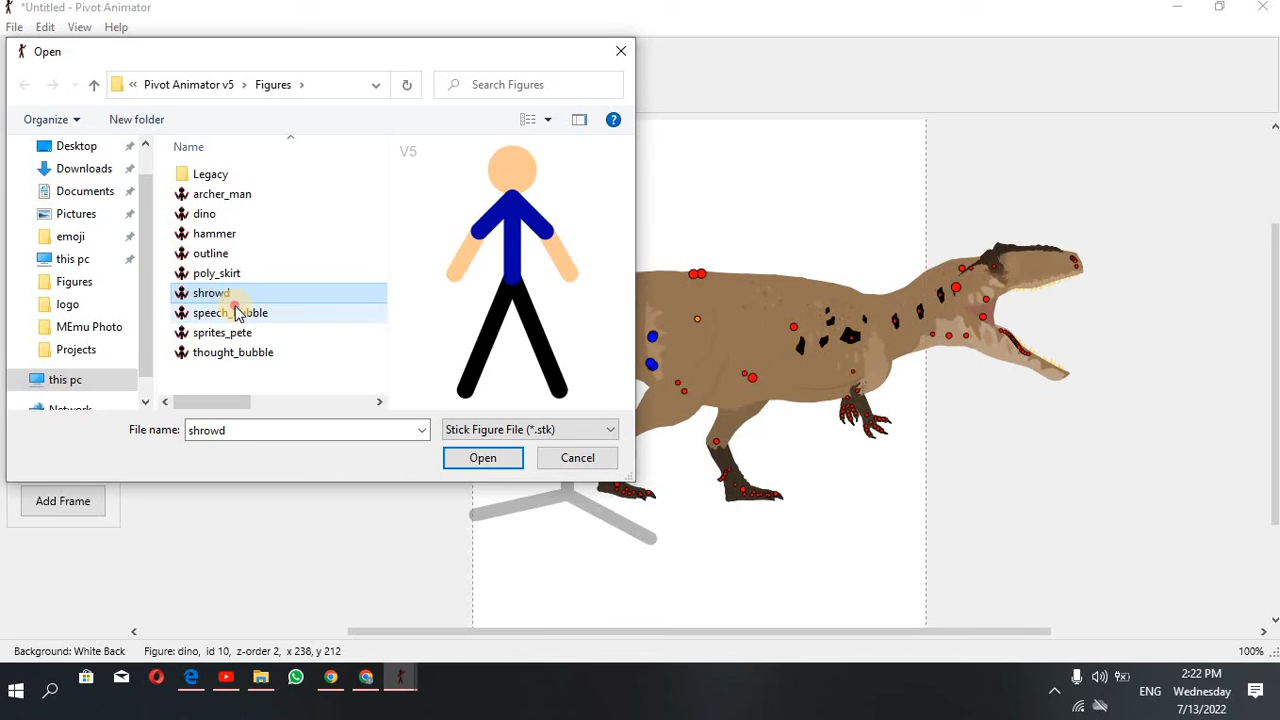 *Untitled - Pivot Animator
File Edit View Help
Open
« Pivot Animator v5 > Figures >
Search Figures
Organize New folder
Name
Desktop
Downloads
Documents
Pictures
emoji
this pc
Figures
logo
MEmu Photo
Projects
this pc
Network
Legacy
archer_man
dino
hammer
outline
poly_skirt
shrowd
speech_bubble
sprites_pete
thought_bubble
V5
File name: shrowd
Stick Figure File (*.stk)
Open Cancel
Add Frame
Background: White Back Figure: dino, id 10, z-order 2, x 238, y 212 100%
2:22 PM
ENG Wednesday
7/13/2022